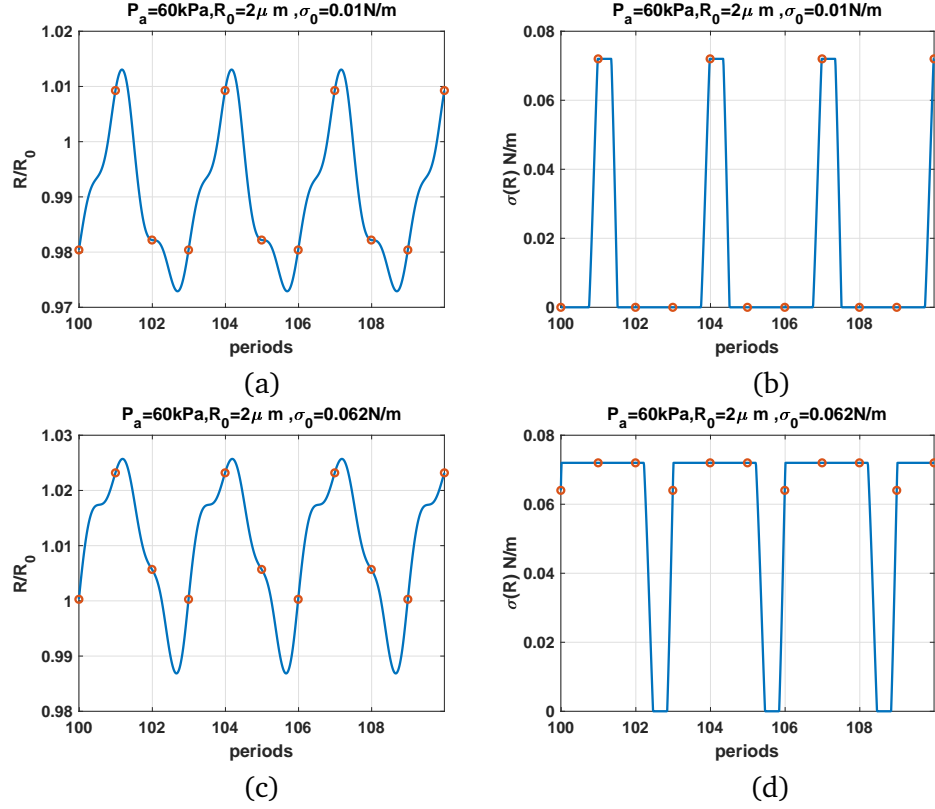 P_a=60kPa,R_0=2μ m ,σ_0=0.01N/m
R/R_0
1.02
1.01
1
0.99
0.98
0.97
100
102
104
106
108
periods
(a)
P_a=60kPa,R_0=2μ m ,σ_0=0.01N/m
σ(R) N/m
0.08
0.06
0.04
0.02
0
100
102
104
106
108
periods
(b)
P_a=60kPa,R_0=2μ m ,σ_0=0.062N/m
R/R_0
1.03
1.02
1.01
1
0.99
0.98
100
102
104
106
108
periods
(c)
P_a=60kPa,R_0=2μ m ,σ_0=0.062N/m
σ(R) N/m
0.08
0.06
0.04
0.02
0
100
102
104
106
108
periods
(d)